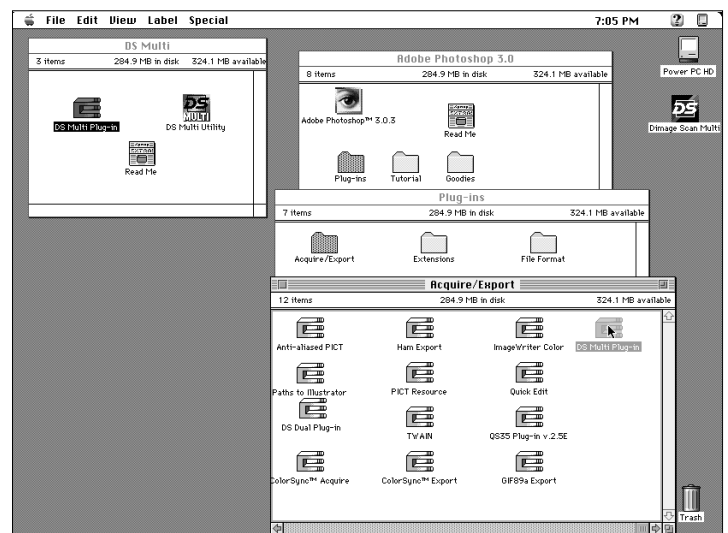 File Edit View Label Special 7:05 PM
DS Multi
3 items 284.9 MB in disk 324.1 MB available
DS Multi Plug-in
DS
MULTI
DS Multi Utility
Read Me
Adobe Photoshop 3.0
8 items 284.9 MB in disk 324.1 MB available
Adobe Photoshop™ 3.0.3
Read Me
Plug-ins Tutorial Goodies
Power PC HD
DS
Dimage Scan Multi
Plug-ins
7 items 284.9 MB in disk 324.1 MB available
Acquire/Export Extensions File Format
Acquire/Export
12 items 284.9 MB in disk 324.1 MB available
Anti-aliased PICT Ham Export ImageWriter Color DS Multi Plug-in
Paths to Illustrator PICT Resource Quick Edit
DS Dual Plug-in TWAIN QS35 Plug-in v.2.5E
ColorSync™ Acquire ColorSync™ Export GIF89a Export
Trash